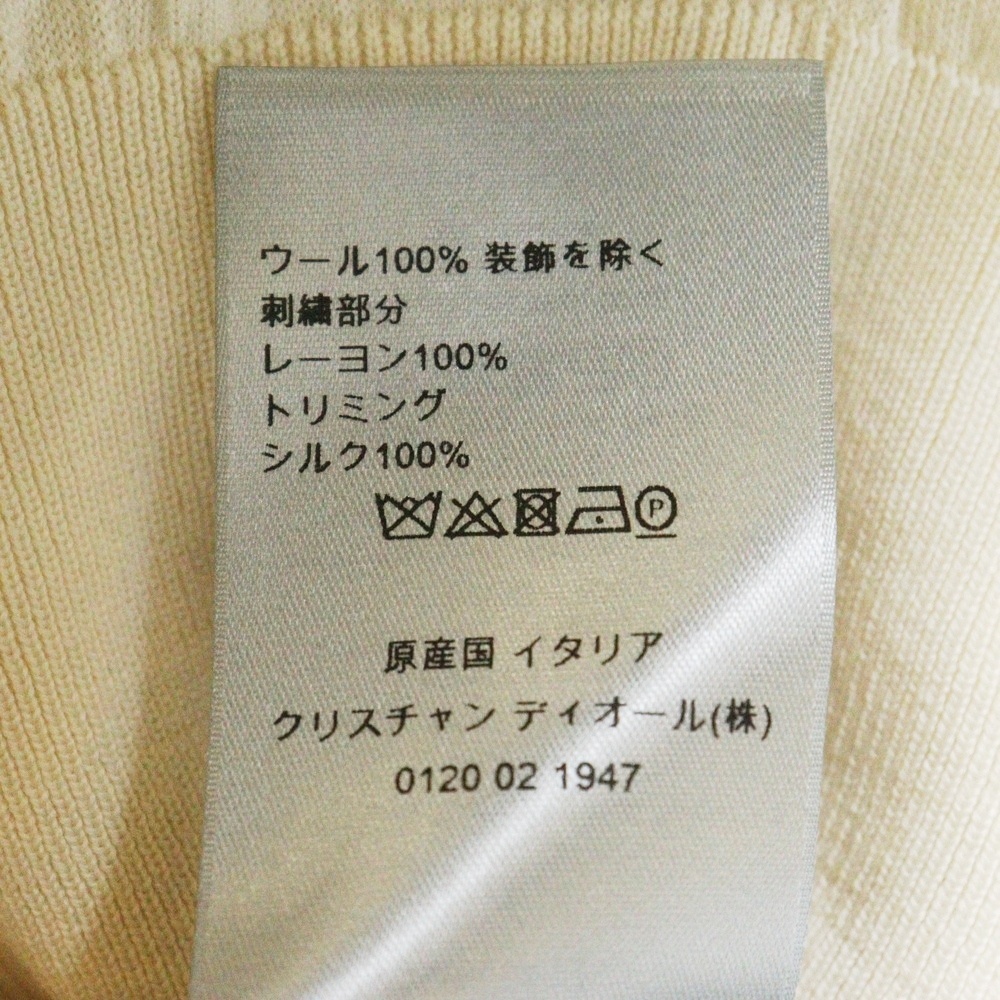 ウール100% 装飾を除く
刺繍部分
レーヨン100%
トリミング
シルク100%
P
原産国 イタリア
クリスチャン ディオール(株)
0120 02 1947